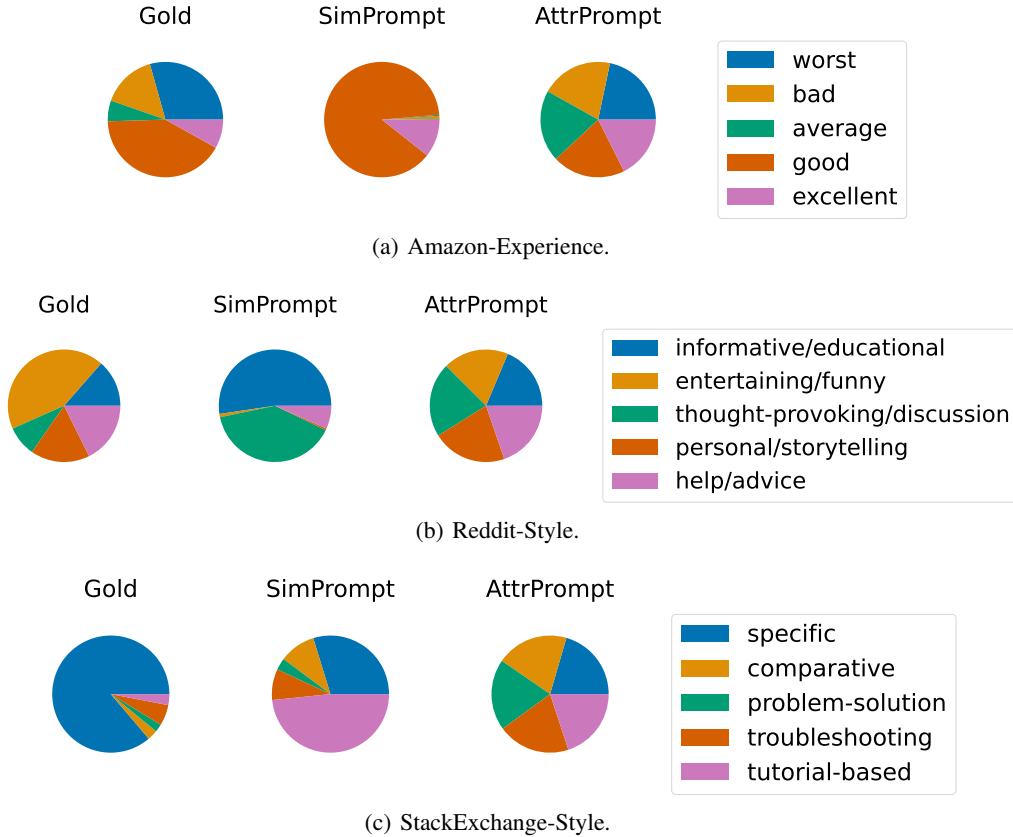 Gold
SimPrompt
AttrPrompt
worst
bad
average
good
excellent
(a) Amazon-Experience.
Gold
SimPrompt
AttrPrompt
informative/educational
entertaining/funny
thought-provoking/discussion
personal/storytelling
help/advice
(b) Reddit-Style.
Gold
SimPrompt
AttrPrompt
specific
comparative
problem-solution
troubleshooting
tutorial-based
(c) StackExchange-Style.